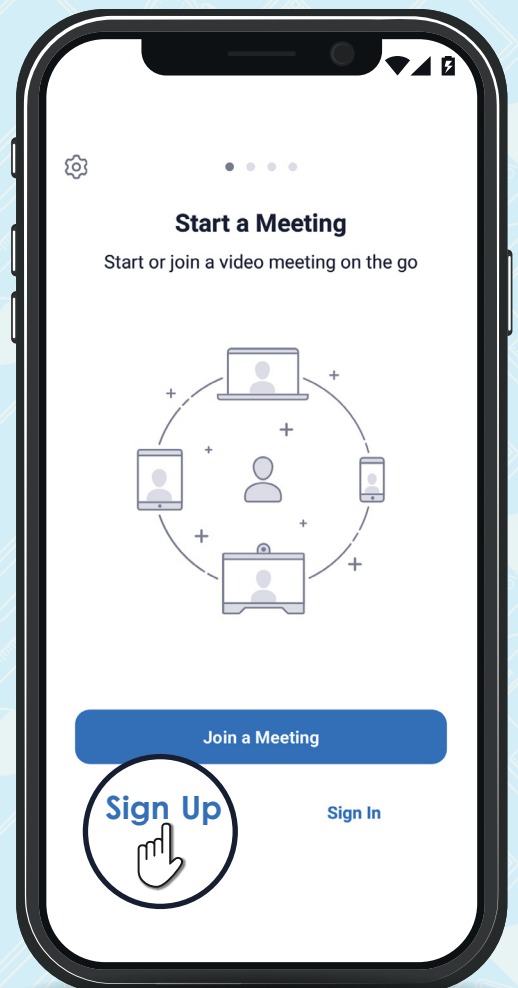 Start a Meeting
Start or join a video meeting on the go
Join a Meeting
Sign Up
Sign In